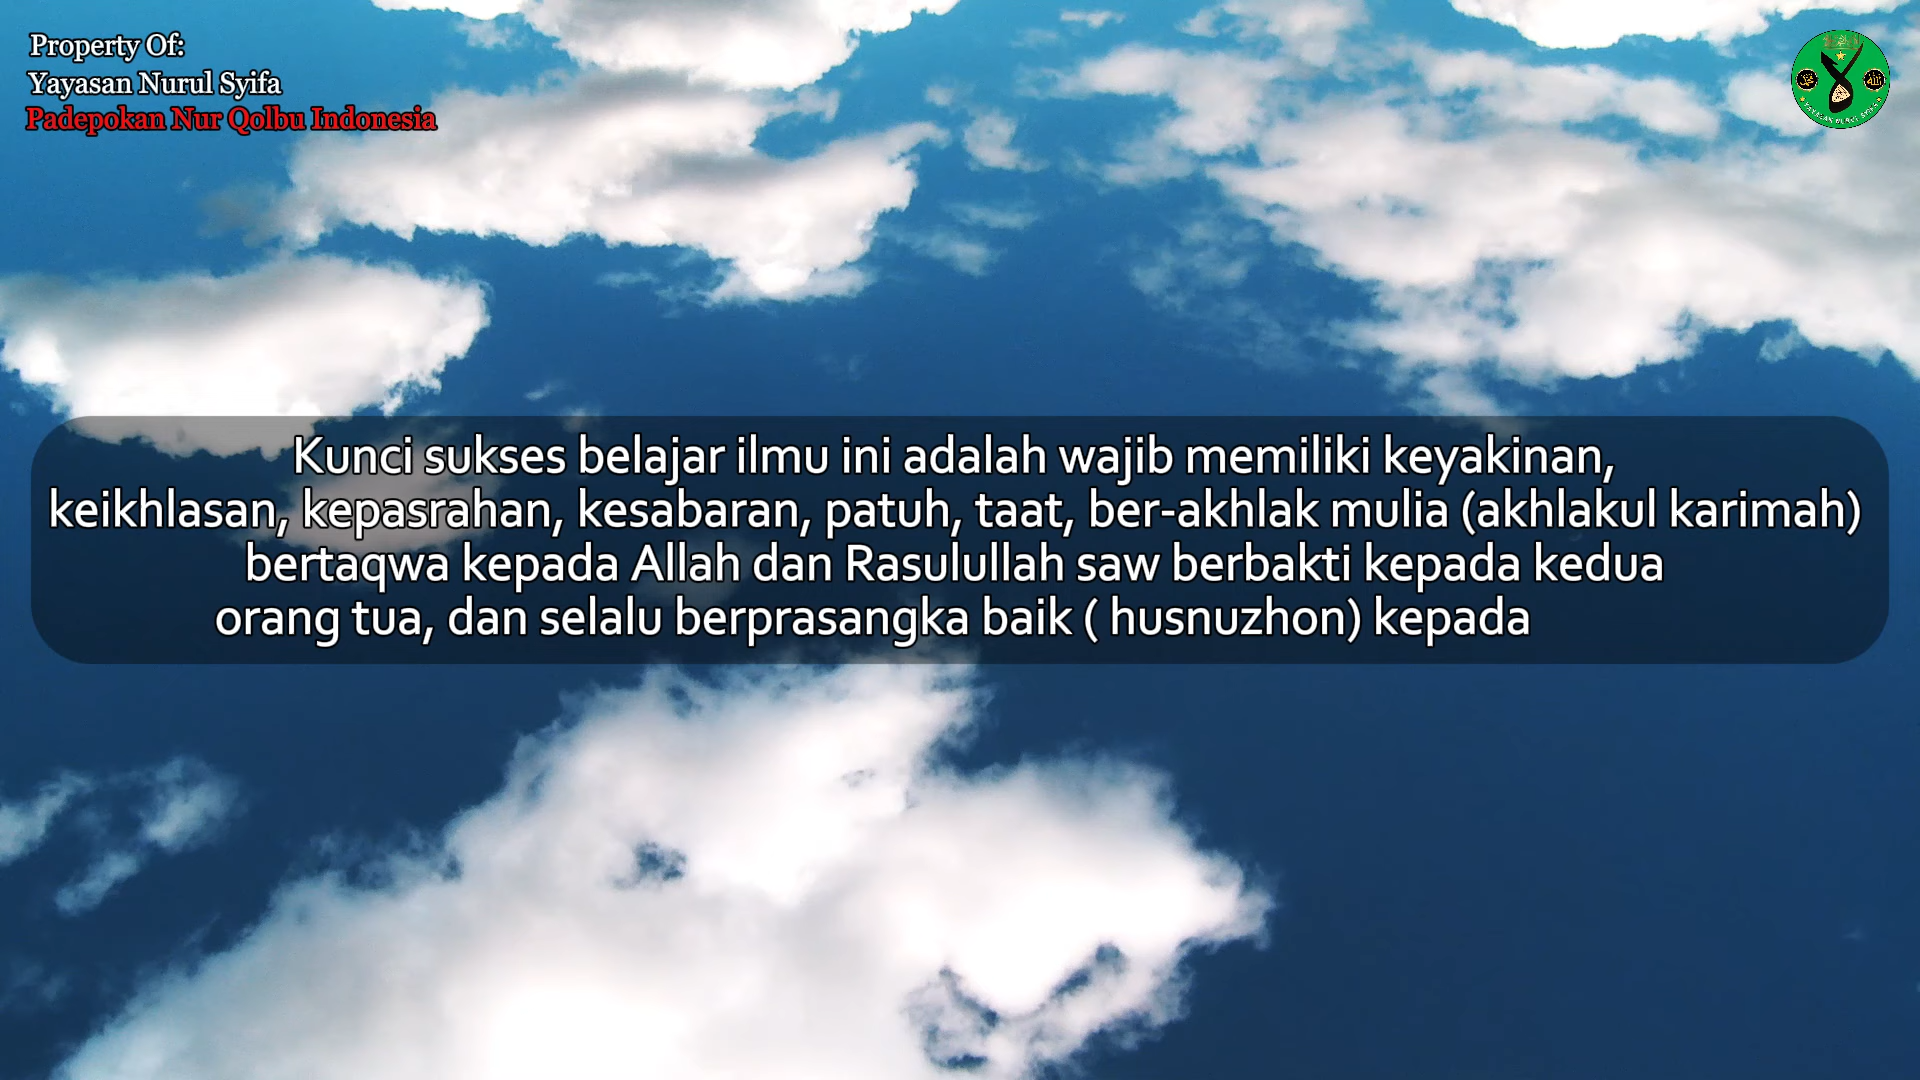 Property Of:
Yayasan Nurul Syifa
Padepokan Nur Qolbu Indonesia
Kunci sukses belajar ilmu ini adalah wajib memiliki keyakinan,
keikhlasan, kepasrahan, kesabaran, patuh, taat, ber-akhlak mulia (akhlakul karimah)
bertaqwa kepada Allah dan Rasulullah saw berbakti kepada kedua
orang tua, dan selalu berprasangka baik ( husnuzhon) kepada